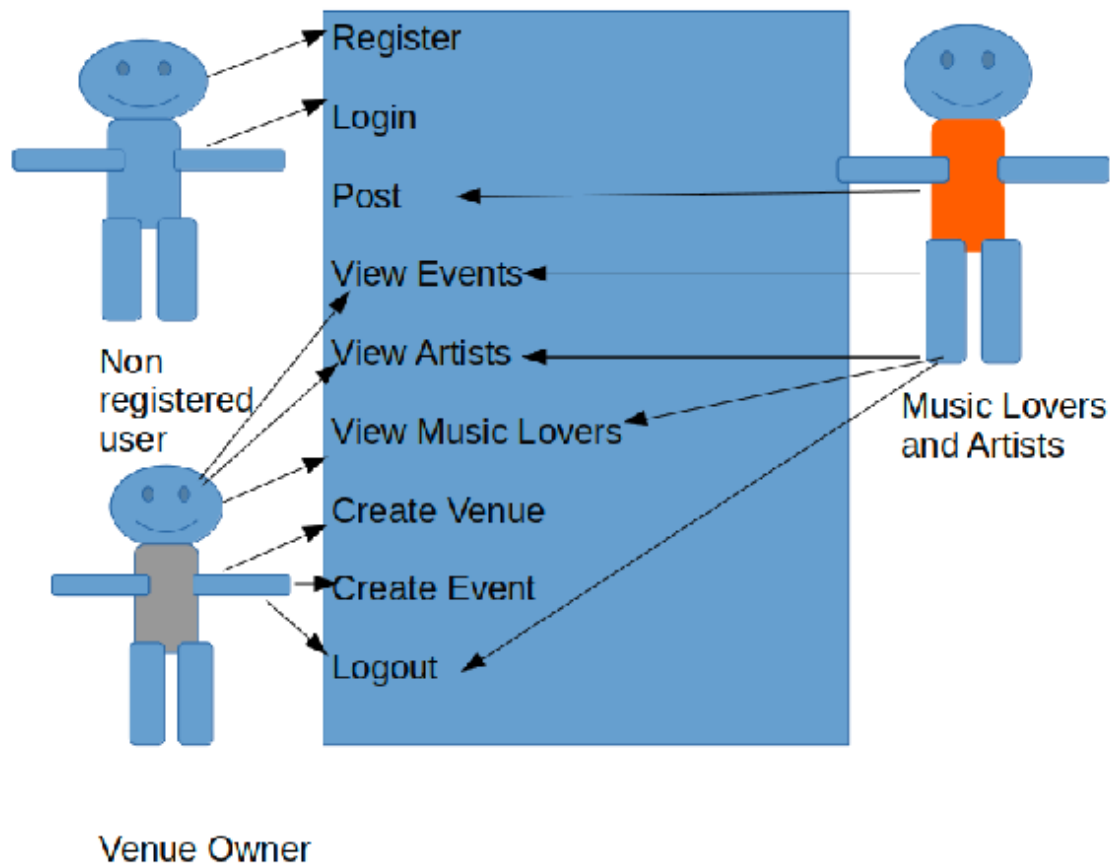 Register
Login
Post
View Events
View Artists
View Music Lovers
Create Venue
Create Event
Logout
Non
registered
user
Music Lovers
and Artists
Venue Owner